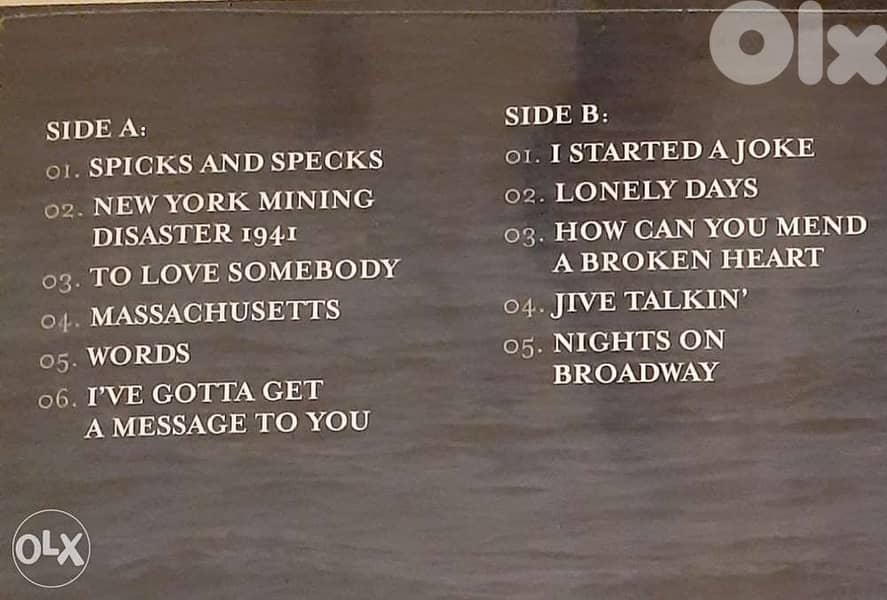 Olx
SIDE A:
01. SPICKS AND SPECKS
02. NEW YORK MINING
DISASTER 1941
03. TO LOVE SOMEBODY
04. MASSACHUSETTS
05. WORDS
06. I'VE GOTTA GET
A MESSAGE TO YOU
SIDE B:
01. I STARTED A JOKE
02. LONELY DAYS
03. HOW CAN YOU MEND
A BROKEN HEART
04. JIVE TALKIN'
05. NIGHTS ON
BROADWAY
OLX